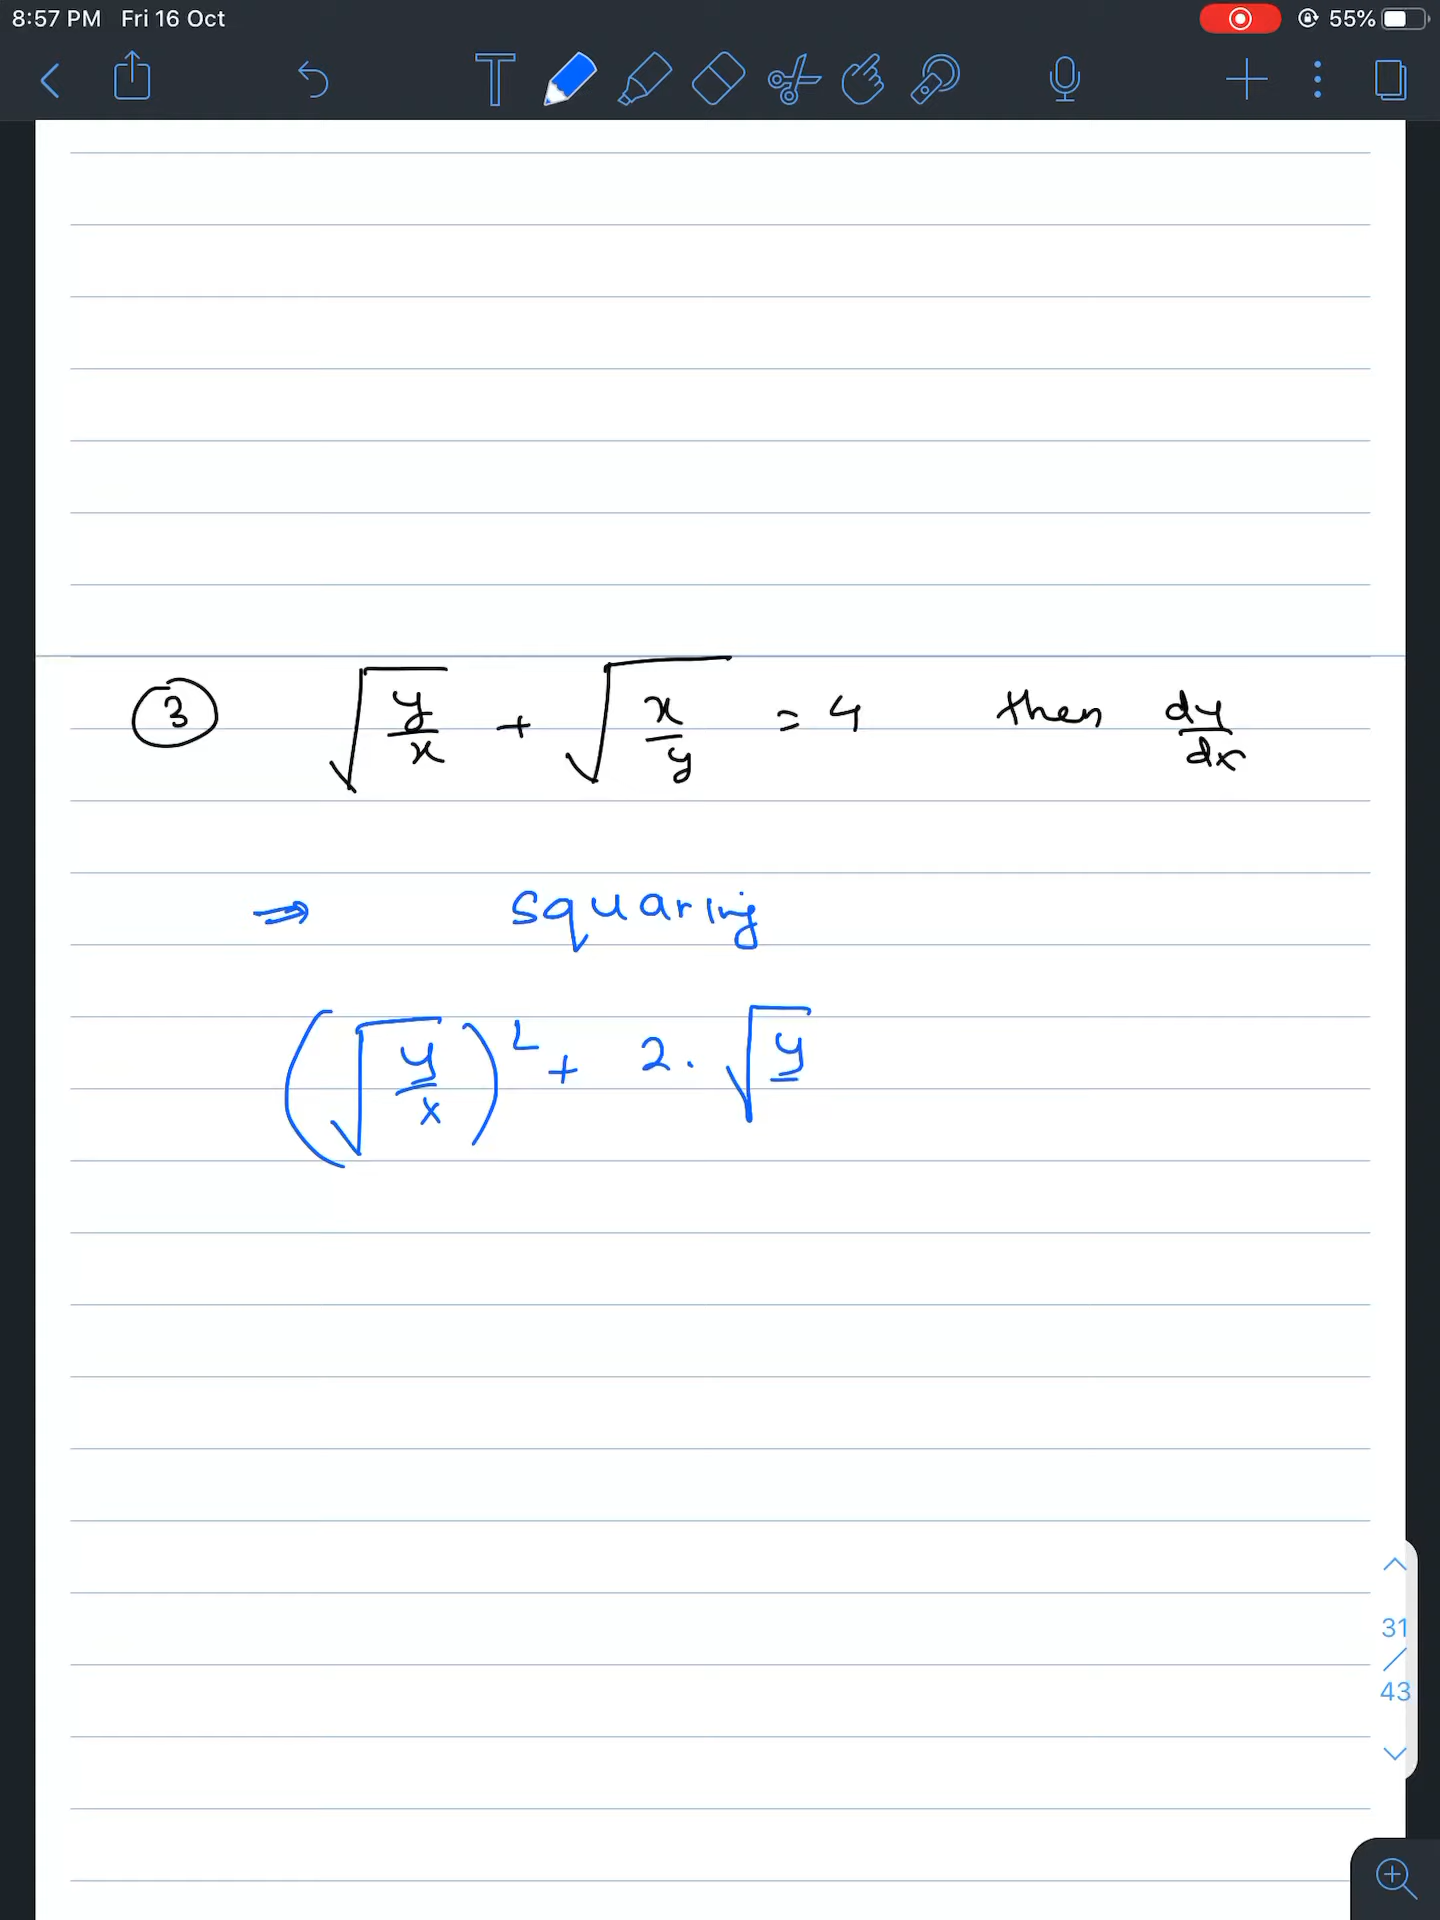 8:57 PM Fri 16 Oct 55%
T
③ √(y/x) + √(x/y) = 4 then dy/dx
⇒ squaring
(√(y/x))² + 2. √y
31
/
43